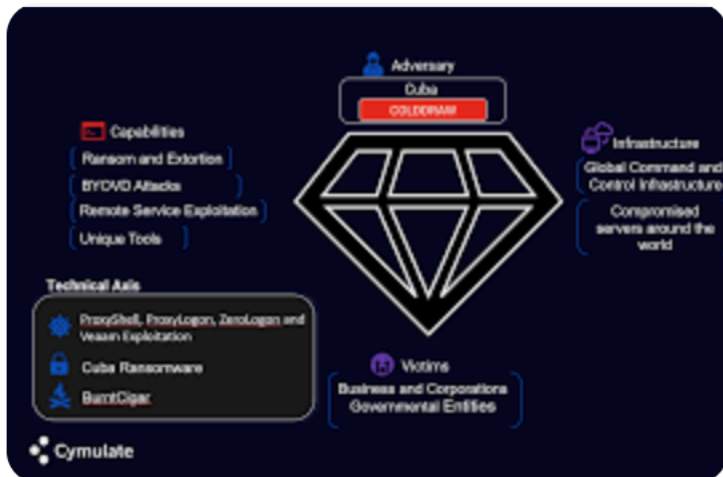 Adversary
Cuba
COLDDRAW
Capabilities
Ransom and Extortion
BYOVD Attacks
Remote Service Exploitation
Unique Tools
Infrastructure
Global Command and
Control Infrastructure
Compromised
servers around the
world
Technical Axis
ProxyShell, ProxyLogon, ZeroLogon and
Veeam Exploitation
Cuba Ransomware
BurntCigar
Victims
Business and Corporations
Governmental Entities
Cymulate